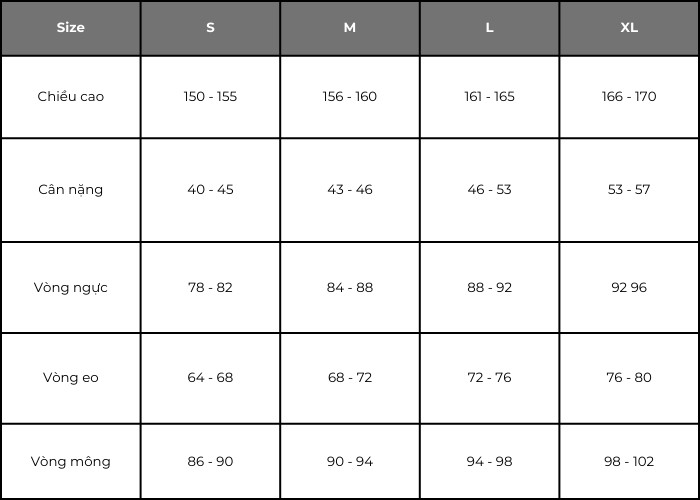 Size S M L XL
Chiều cao 150 - 155 156 - 160 161 - 165 166 - 170
Cân nặng 40 - 45 43 - 46 46 - 53 53 - 57
Vòng ngực 78 - 82 84 - 88 88 - 92 92 96
Vòng eo 64 - 68 68 - 72 72 - 76 76 - 80
Vòng mông 86 - 90 90 - 94 94 - 98 98 - 102